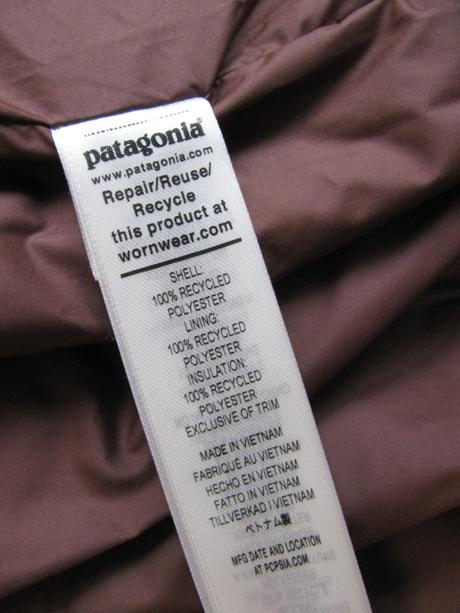 patagonia®
www.patagonia.com
Repair/Reuse/
Recycle
this product at
wornwear.com
SHELL:
100% RECYCLED
POLYESTER
LINING:
100% RECYCLED
POLYESTER
INSULATION:
100% RECYCLED
POLYESTER
EXCLUSIVE OF TRIM
MADE IN VIETNAM
FABRIQUÉ AU VIETNAM
HECHO EN VIETNAM
FATTO IN VIETNAM
TILLVERKAD I VIETNAM
ベトナム製
MFG DATE AND LOCATION
AT PCPSIA.COM